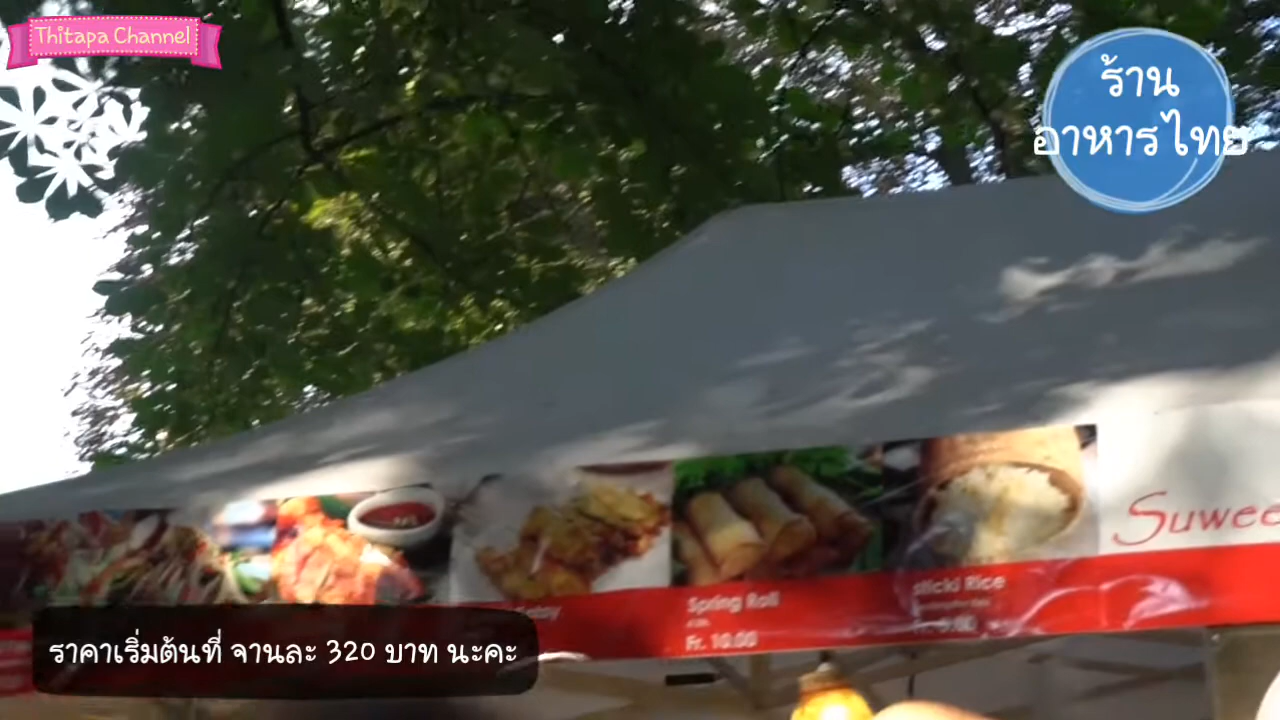 Thitapa Channel
ร้าน
อาหารไทย
Suwee
Spring Roll
Fr. 10.00
sticki Rice
ราคาเริ่มต้นที่ จานละ 320 บาท นะคะ